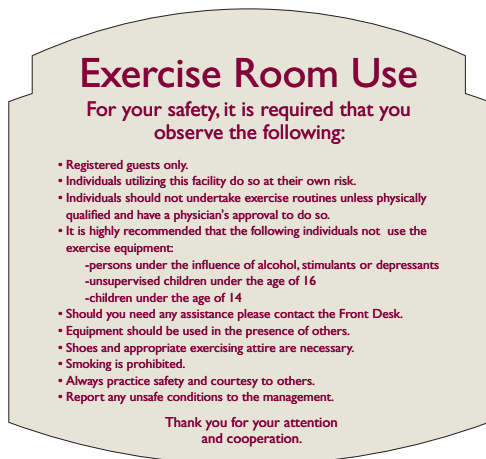 Exercise Room Use
For your safety, it is required that you
observe the following:
• Registered guests only.
• Individuals utilizing this facility do so at their own risk.
• Individuals should not undertake exercise routines unless physically
qualified and have a physician's approval to do so.
• It is highly recommended that the following individuals not use the
exercise equipment:
-persons under the influence of alcohol, stimulants or depressants
-unsupervised children under the age of 16
-children under the age of 14
• Should you need any assistance please contact the Front Desk.
• Equipment should be used in the presence of others.
• Shoes and appropriate exercising attire are necessary.
• Smoking is prohibited.
• Always practice safety and courtesy to others.
• Report any unsafe conditions to the management.
Thank you for your attention
and cooperation.